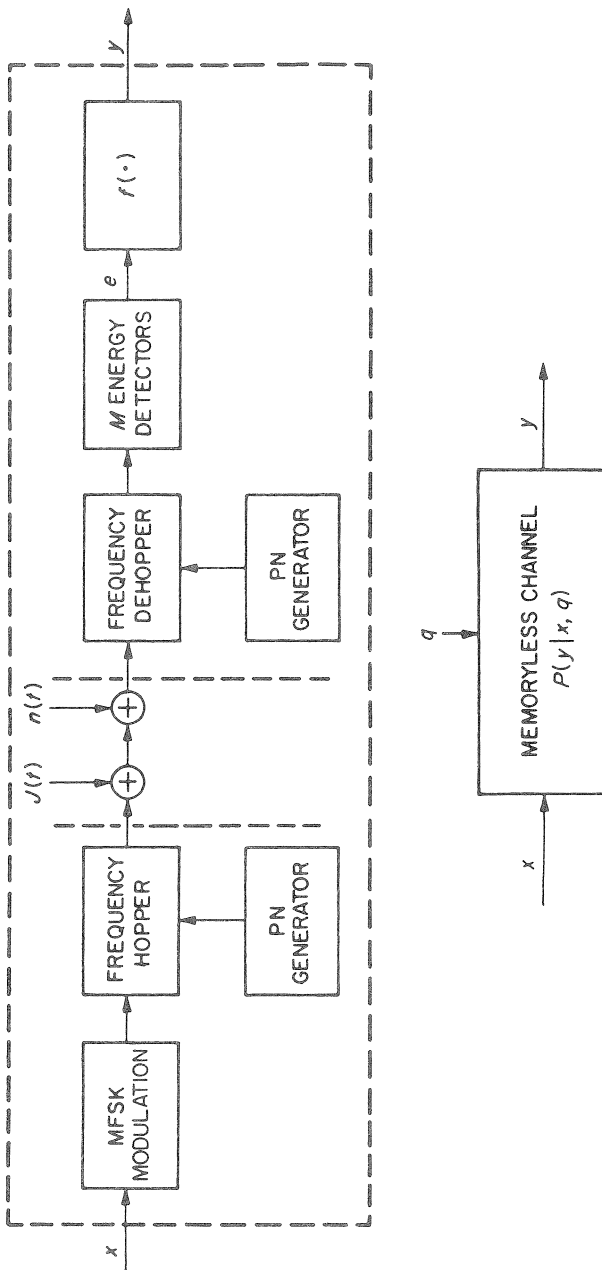 x
MFSK
MODULATION
FREQUENCY
HOPPER
PN
GENERATOR
J(t)
+
n(t)
+
FREQUENCY
DEHOPPER
PN
GENERATOR
M ENERGY
DETECTORS
e
f(•)
y
x
q
MEMORYLESS CHANNEL
P(y|x, q)
y